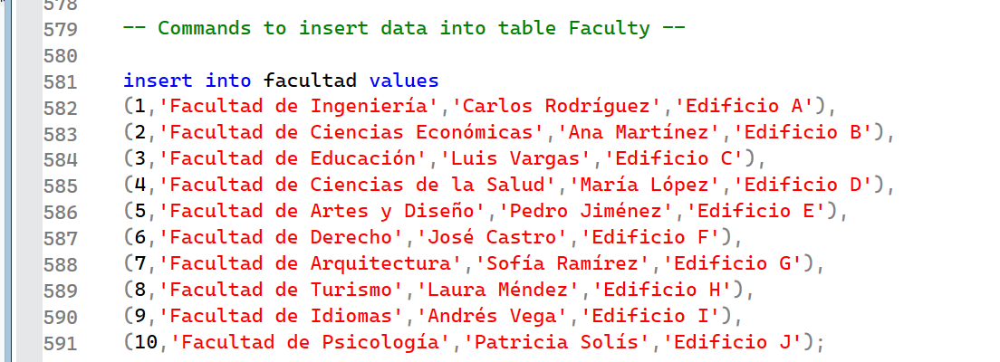 578
579 -- Commands to insert data into table Faculty --
580
581 insert into facultad values
582 (1,'Facultad de Ingeniería','Carlos Rodríguez','Edificio A'),
583 (2,'Facultad de Ciencias Económicas','Ana Martínez','Edificio B'),
584 (3,'Facultad de Educación','Luis Vargas','Edificio C'),
585 (4,'Facultad de Ciencias de la Salud','María López','Edificio D'),
586 (5,'Facultad de Artes y Diseño','Pedro Jiménez','Edificio E'),
587 (6,'Facultad de Derecho','José Castro','Edificio F'),
588 (7,'Facultad de Arquitectura','Sofía Ramírez','Edificio G'),
589 (8,'Facultad de Turismo','Laura Méndez','Edificio H'),
590 (9,'Facultad de Idiomas','Andrés Vega','Edificio I'),
591 (10,'Facultad de Psicología','Patricia Solís','Edificio J');